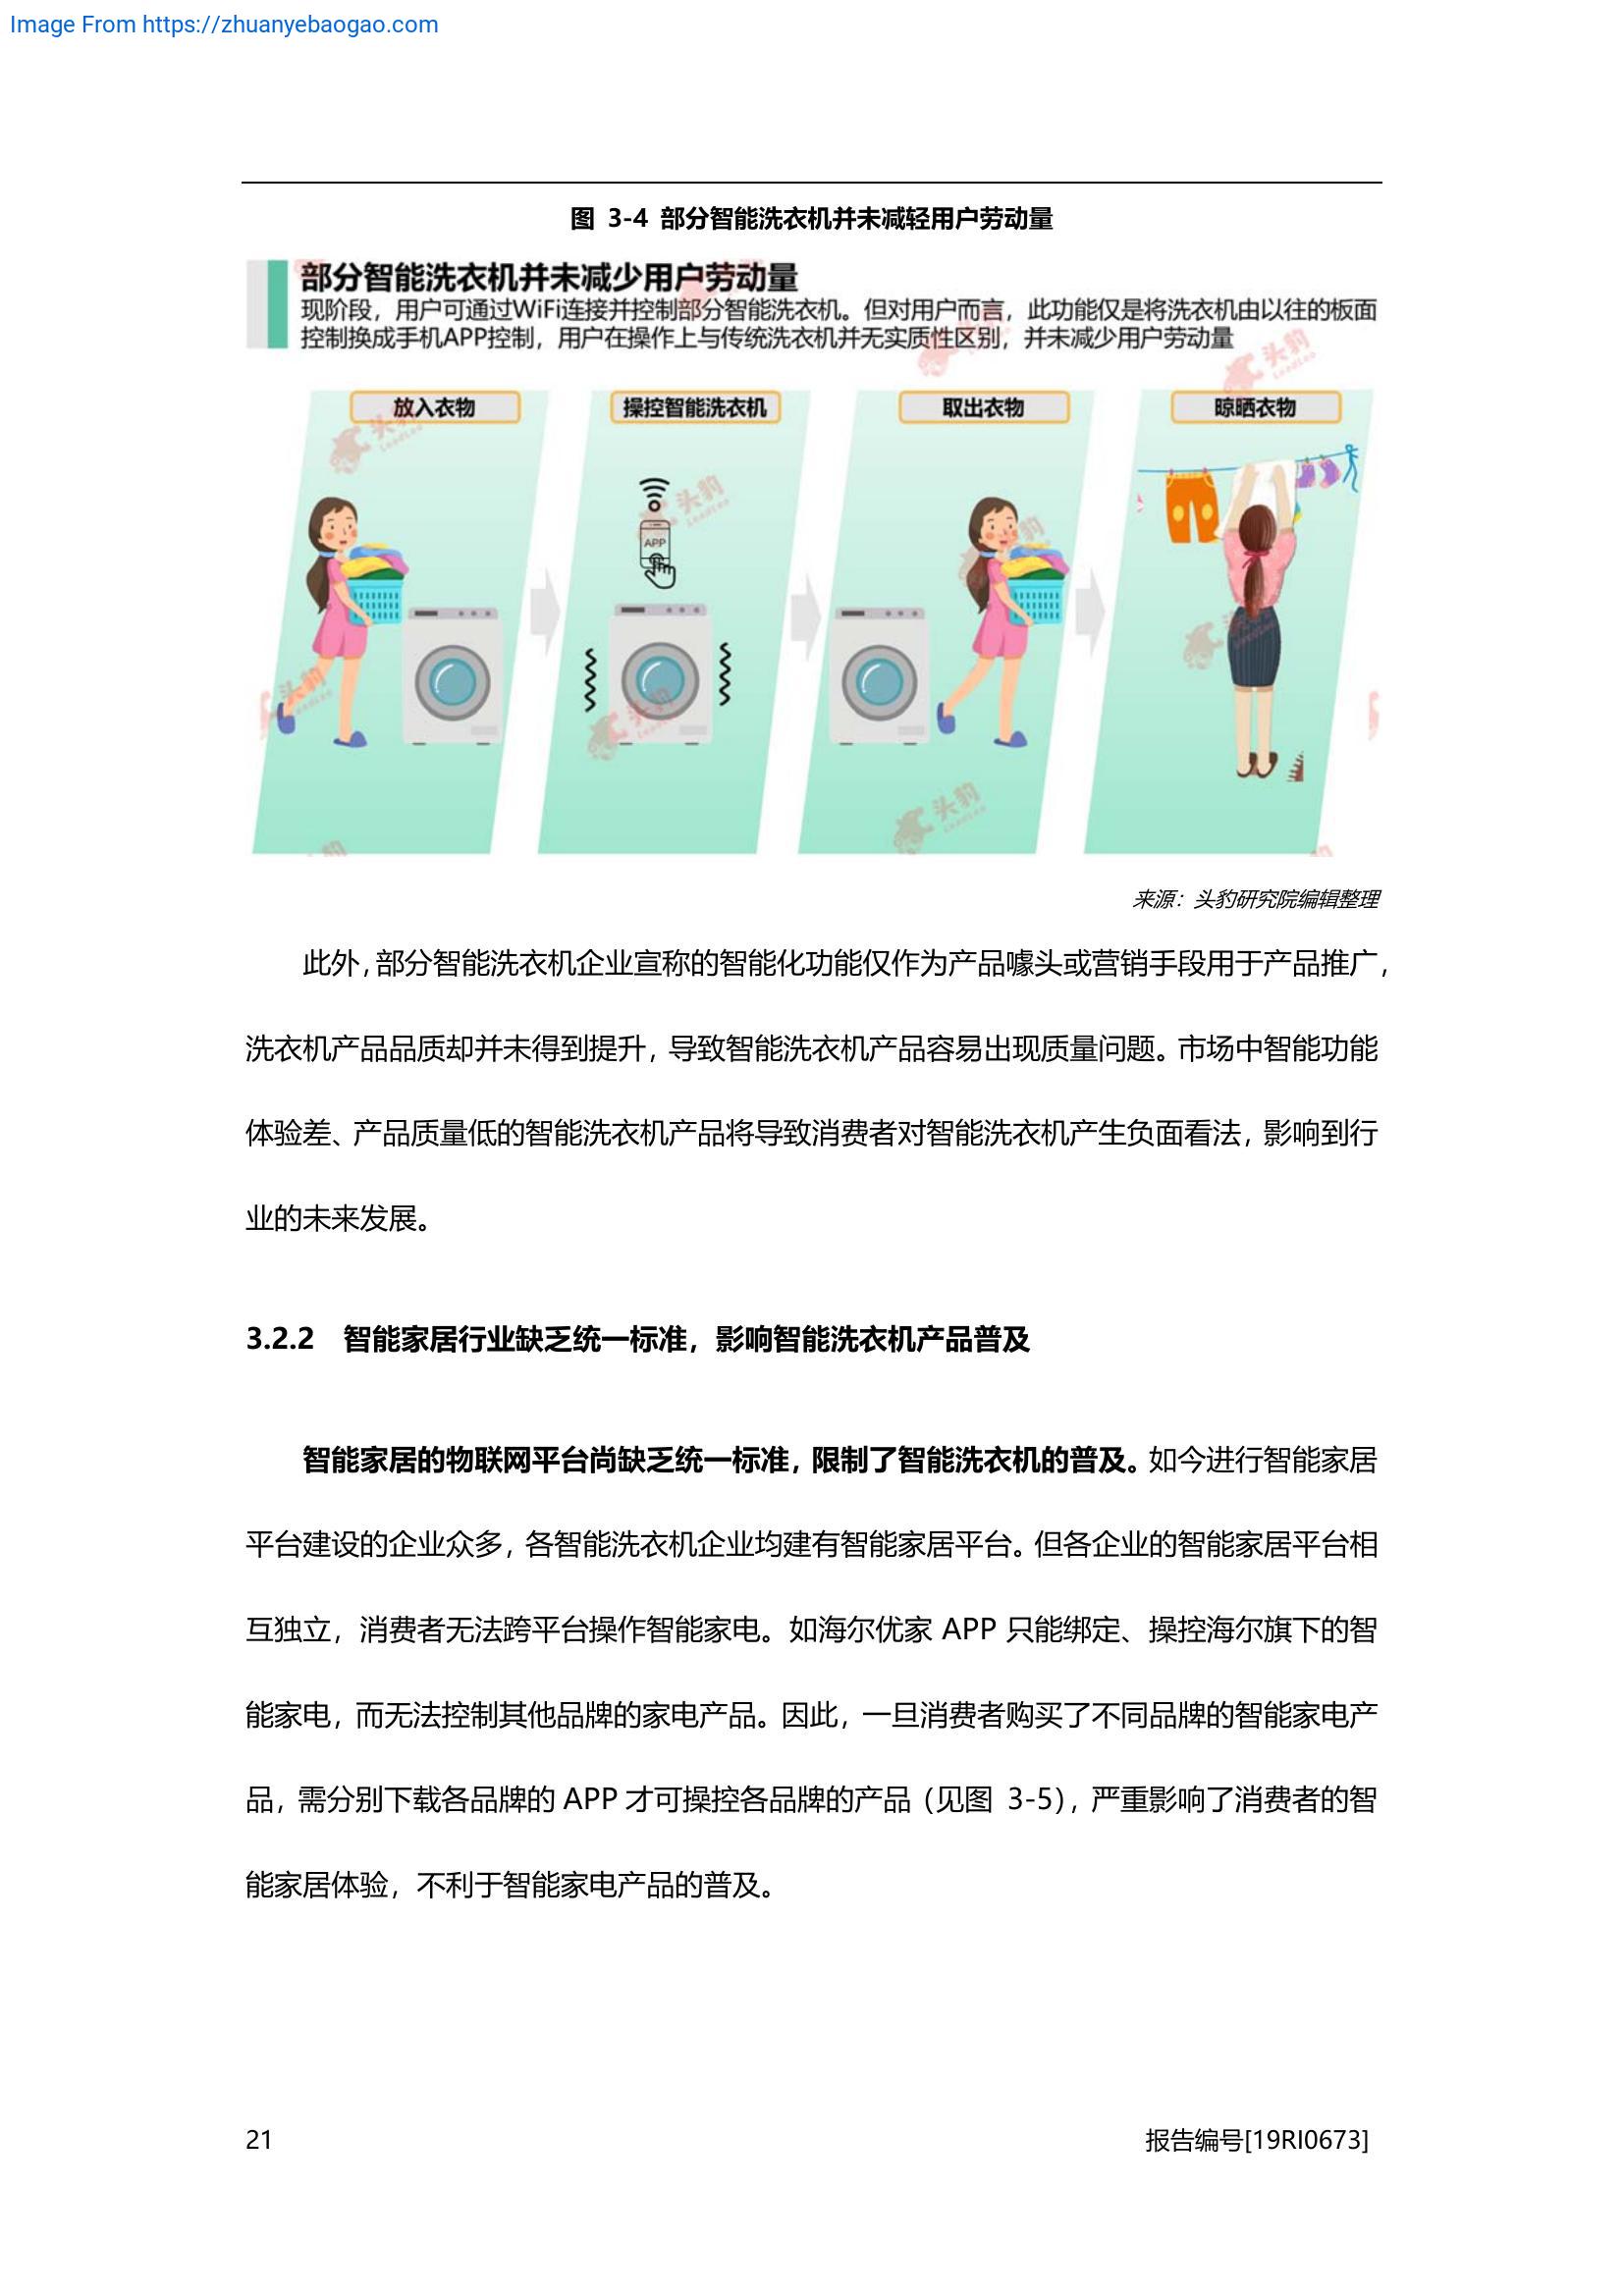 Image From https://zhuanyebaogao.com
图 3-4 部分智能洗衣机并未减轻用户劳动量
部分智能洗衣机并未减少用户劳动量
现阶段，用户可通过WiFi连接并控制部分智能洗衣机。但对用户而言，此功能仅是将洗衣机由以往的板面
控制换成手机APP控制，用户在操作上与传统洗衣机并无实质性区别，并未减少用户劳动量
放入衣物
操控智能洗衣机
取出衣物
晾晒衣物
APP
头豹
LeadLeo
来源：头豹研究院编辑整理
此外，部分智能洗衣机企业宣称的智能化功能仅作为产品噱头或营销手段用于产品推广，
洗衣机产品品质却并未得到提升，导致智能洗衣机产品容易出现质量问题。市场中智能功能
体验差、产品质量低的智能洗衣机产品将导致消费者对智能洗衣机产生负面看法，影响到行
业的未来发展。
3.2.2 智能家居行业缺乏统一标准，影响智能洗衣机产品普及
智能家居的物联网平台尚缺乏统一标准，限制了智能洗衣机的普及。如今进行智能家居
平台建设的企业众多，各智能洗衣机企业均建有智能家居平台。但各企业的智能家居平台相
互独立，消费者无法跨平台操作智能家电。如海尔优家 APP 只能绑定、操控海尔旗下的智
能家电，而无法控制其他品牌的家电产品。因此，一旦消费者购买了不同品牌的智能家电产
品，需分别下载各品牌的 APP 才可操控各品牌的产品（见图 3-5），严重影响了消费者的智
能家居体验，不利于智能家电产品的普及。
21
报告编号[19RI0673]